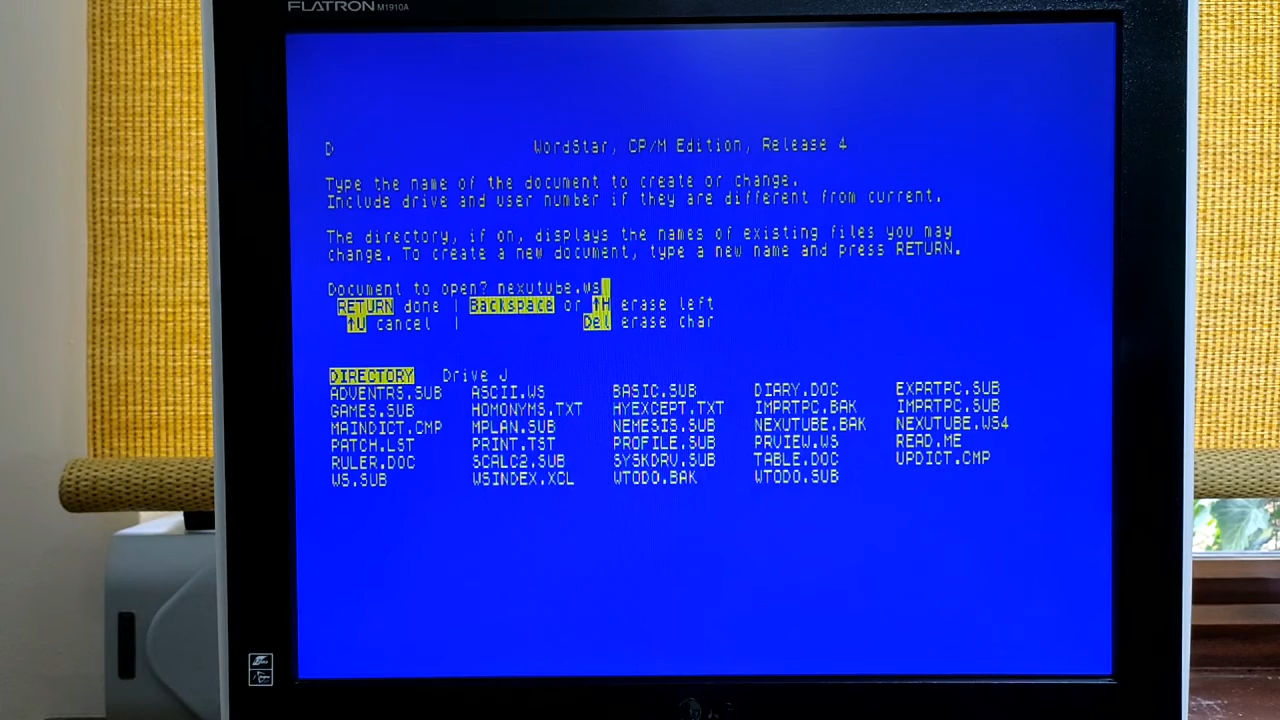 FLATRON M1910A
D WordStar, CP/M Edition, Release 4
Type the name of the document to create or change.
Include drive and user number if they are different from current.
The directory, if on, displays the names of existing files you may
change. To create a new document, type a new name and press RETURN.
Document to open? nexutube.ws
RETURN done | Backspace or ↑H erase left
↑U cancel | Del erase char
DIRECTORY Drive J
ADVENTRS.SUB ASCII.WS BASIC.SUB DIARY.DOC EXPRTPC.SUB
GAMES.SUB HOMONYMS.TXT HYEXCEPT.TXT IMPRTPC.BAK IMPRTPC.SUB
MAINDICT.CMP MPLAN.SUB NEMESIS.SUB NEXUTUBE.BAK NEXUTUBE.WS4
PATCH.LST PRINT.TST PROFILE.SUB PRVIEW.WS READ.ME
RULER.DOC SCALC2.SUB SYSKDRV.SUB TABLE.DOC UPDICT.CMP
WS.SUB WSINDEX.XCL WTODO.BAK WTODO.SUB